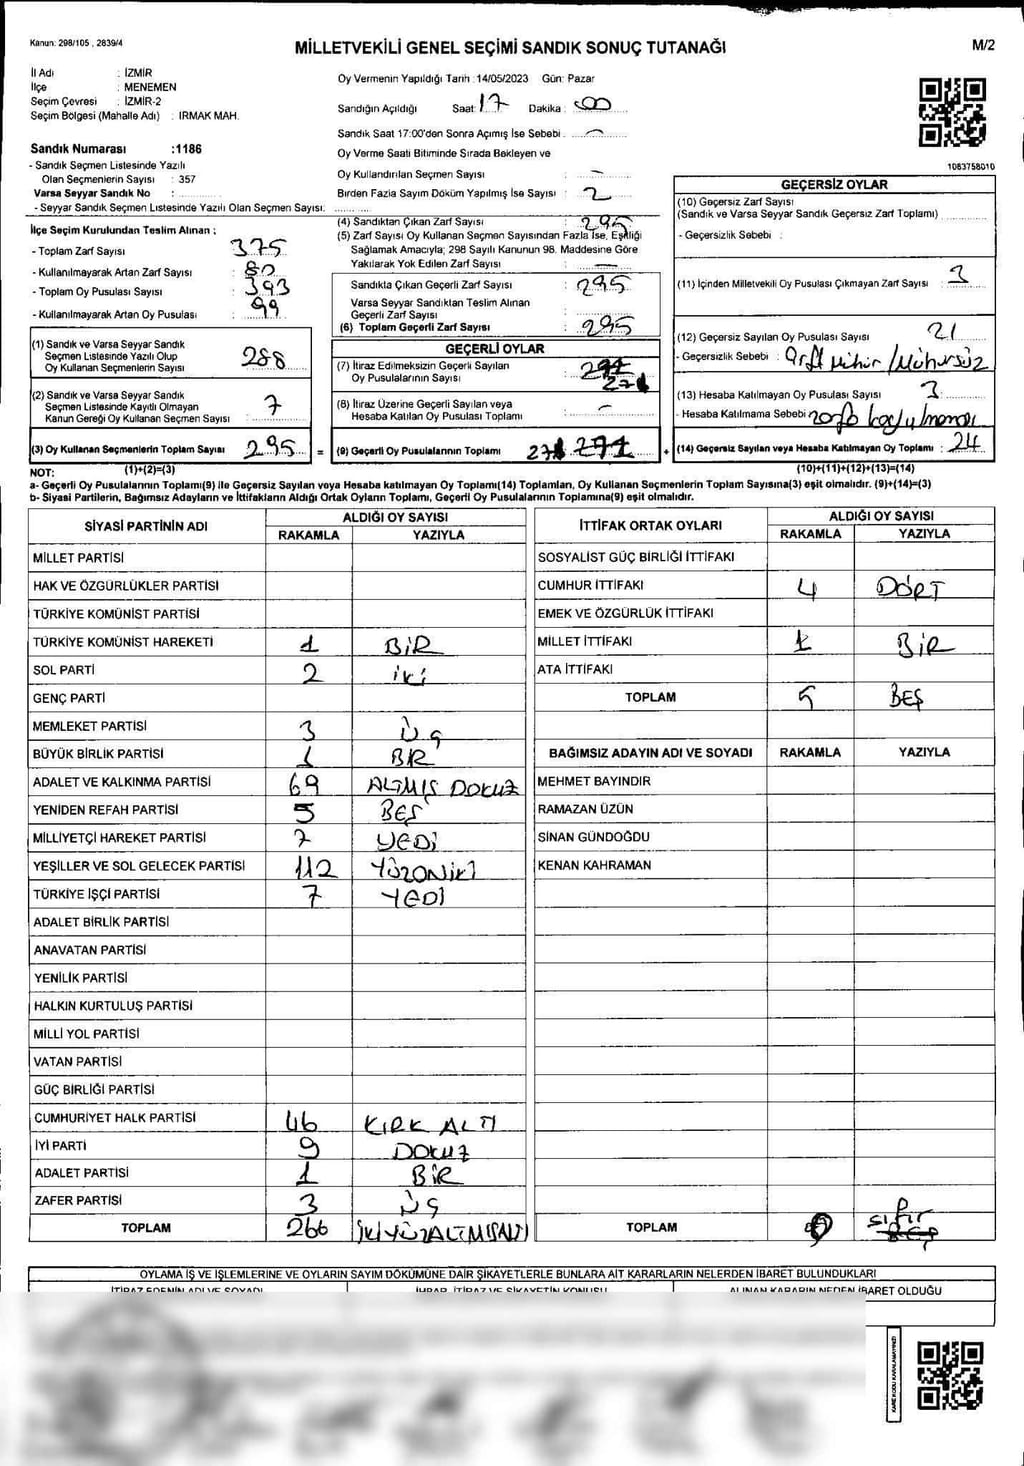 Kanun: 298/105 , 2839/4
MİLLETVEKİLİ GENEL SEÇİMİ SANDIK SONUÇ TUTANAĞI
M/2
İl Adı : İZMİR
İlçe : MENEMEN
Seçim Çevresi : İZMİR-2
Seçim Bölgesi (Mahalle Adı) : IRMAK MAH.
Oy Vermenin Yapıldığı Tarih :14/05/2023 Gün: Pazar
Sandığın Açıldığı Saat: 17 Dakika : 00
Sandık Saat 17:00'den Sonra Açımış İse Sebebi : —
Oy Verme Saati Bitiminde Sırada Bekleyen ve
Oy Kullandırılan Seçmen Sayısı : —
Birden Fazla Sayım Döküm Yapılmış İse Sayısı : 2
Sandık Numarası :1186
- Sandık Seçmen Listesinde Yazılı
Olan Seçmenlerin Sayısı : 357
Varsa Seyyar Sandık No :
- Seyyar Sandık Seçmen Listesinde Yazılı Olan Seçmen Sayısı:
1083758010
İlçe Seçim Kurulundan Teslim Alınan ;
- Toplam Zarf Sayısı : 375
- Kullanılmayarak Artan Zarf Sayısı : 80
- Toplam Oy Pusulası Sayısı : 393
- Kullanılmayarak Artan Oy Pusulası : 99
(1) Sandık ve Varsa Seyyar Sandık
Seçmen Listesinde Yazılı Olup
Oy Kullanan Seçmenlerin Sayısı : 288
(2) Sandık ve Varsa Seyyar Sandık
Seçmen Listesinde Kayıtlı Olmayan
Kanun Gereği Oy Kullanan Seçmen Sayısı : 7
(3) Oy Kullanan Seçmenlerin Toplam Sayısı : 295 =
(4) Sandıktan Çıkan Zarf Sayısı : 295
(5) Zarf Sayısı Oy Kullanan Seçmen Sayısından Fazla İse, Eşitliği
Sağlamak Amacıyla; 298 Sayılı Kanunun 98. Maddesine Göre
Yakılarak Yok Edilen Zarf Sayısı : —
Sandıkta Çıkan Geçerli Zarf Sayısı : 295
Varsa Seyyar Sandıktan Teslim Alınan
Geçerli Zarf Sayısı :
(6) Toplam Geçerli Zarf Sayısı : 295
GEÇERLİ OYLAR
(7) İtiraz Edilmeksizin Geçerli Sayılan
Oy Pusulalarının Sayısı : 271
(8) İtiraz Üzerine Geçerli Sayılan veya
Hesaba Katılan Oy Pusulası Toplamı : —
(9) Geçerli Oy Pusulalarının Toplamı 271 +
GEÇERSİZ OYLAR
(10) Geçersiz Zarf Sayısı
(Sandık ve Varsa Seyyar Sandık Geçersiz Zarf Toplamı)
- Geçersizlik Sebebi :
(11) İçinden Milletvekili Oy Pusulası Çıkmayan Zarf Sayısı : 3
(12) Geçersiz Sayılan Oy Pusulası Sayısı 21
- Geçersizlik Sebebi : Çift mühür / Mühürsüz
(13) Hesaba Katılmayan Oy Pusulası Sayısı 3
- Hesaba Katılmama Sebebi :
(14) Geçersiz Sayılan veya Hesaba Katılmayan Oy Toplamı : 24
NOT: (1)+(2)=(3) (10)+(11)+(12)+(13)=(14)
a- Geçerli Oy Pusulalarının Toplamı(9) ile Geçersiz Sayılan veya Hesaba katılmayan Oy Toplamı(14) Toplamları, Oy Kullanan Seçmenlerin Toplam Sayısına(3) eşit olmalıdır. (9)+(14)=(3)
b- Siyasi Partilerin, Bağımsız Adayların ve İttifakların Aldığı Ortak Oyların Toplamı, Geçerli Oy Pusulalarının Toplamına(9) eşit olmalıdır.
SİYASİ PARTİNİN ADI ALDIĞI OY SAYISI
RAKAMLA YAZIYLA
MİLLET PARTİSİ
HAK VE ÖZGÜRLÜKLER PARTİSİ
TÜRKİYE KOMÜNİST PARTİSİ
TÜRKİYE KOMÜNİST HAREKETİ 1 BİR
SOL PARTİ 2 iki
GENÇ PARTİ
MEMLEKET PARTİSİ 3 ÜÇ
BÜYÜK BİRLİK PARTİSİ 1 BİR
ADALET VE KALKINMA PARTİSİ 69 ALTMIŞ DOKUZ
YENİDEN REFAH PARTİSİ 5 BEŞ
MİLLİYETÇİ HAREKET PARTİSİ 7 YEDİ
YEŞİLLER VE SOL GELECEK PARTİSİ 112 YÜZONİKİ
TÜRKİYE İŞÇİ PARTİSİ 7 YEDİ
ADALET BİRLİK PARTİSİ
ANAVATAN PARTİSİ
YENİLİK PARTİSİ
HALKIN KURTULUŞ PARTİSİ
MİLLİ YOL PARTİSİ
VATAN PARTİSİ
GÜÇ BİRLİĞİ PARTİSİ
CUMHURİYET HALK PARTİSİ 46 KIRK ALTI
İYİ PARTİ 9 DOKUZ
ADALET PARTİSİ 1 BİR
ZAFER PARTİSİ 3 ÜÇ
TOPLAM 266 İKİYÜZALTMIŞALTI
İTTİFAK ORTAK OYLARI ALDIĞI OY SAYISI
RAKAMLA YAZIYLA
SOSYALİST GÜÇ BİRLİĞİ İTTİFAKI
CUMHUR İTTİFAKI 4 DÖRT
EMEK VE ÖZGÜRLÜK İTTİFAKI
MİLLET İTTİFAKI 1 BİR
ATA İTTİFAKI
TOPLAM 5 BEŞ
BAĞIMSIZ ADAYIN ADI VE SOYADI RAKAMLA YAZIYLA
MEHMET BAYINDIR
RAMAZAN ÜZÜN
SİNAN GÜNDOĞDU
KENAN KAHRAMAN
TOPLAM 0 sıfır
OYLAMA İŞ VE İŞLEMLERİNE VE OYLARIN SAYIM DÖKÜMÜNE DAİR ŞİKAYETLERLE BUNLARA AİT KARARLARIN NELERDEN İBARET BULUNDUKLARI
İTİRAZ EDENİN ADI VE SOYADI İHBAR, İTİRAZ VE ŞİKAYETİN KONUSU ALINAN KARARIN NEDEN İBARET OLDUĞU
KARE KODU KARALAMAYINIZ!